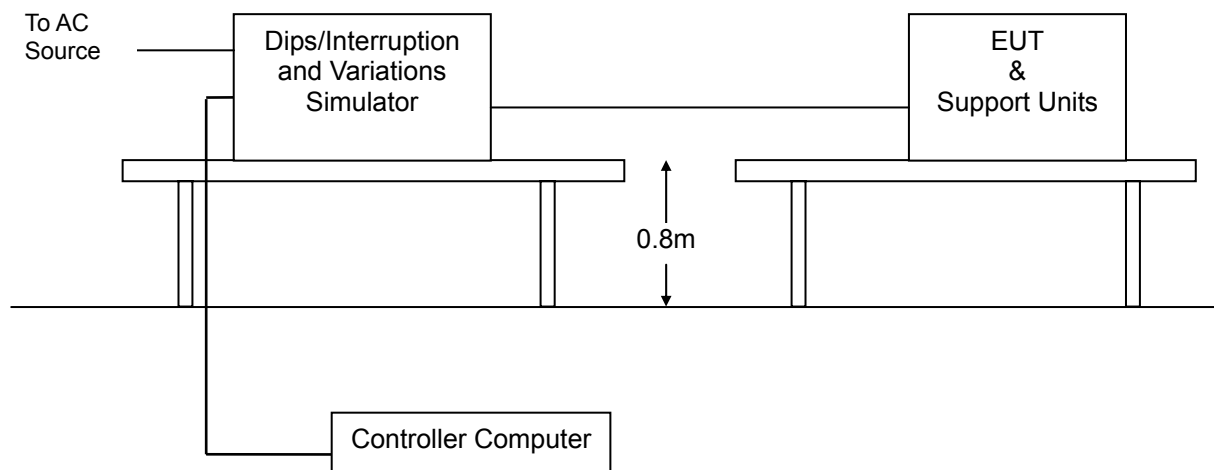 To AC
Source
Dips/Interruption
and Variations
Simulator
EUT
&
Support Units
0.8m
Controller Computer